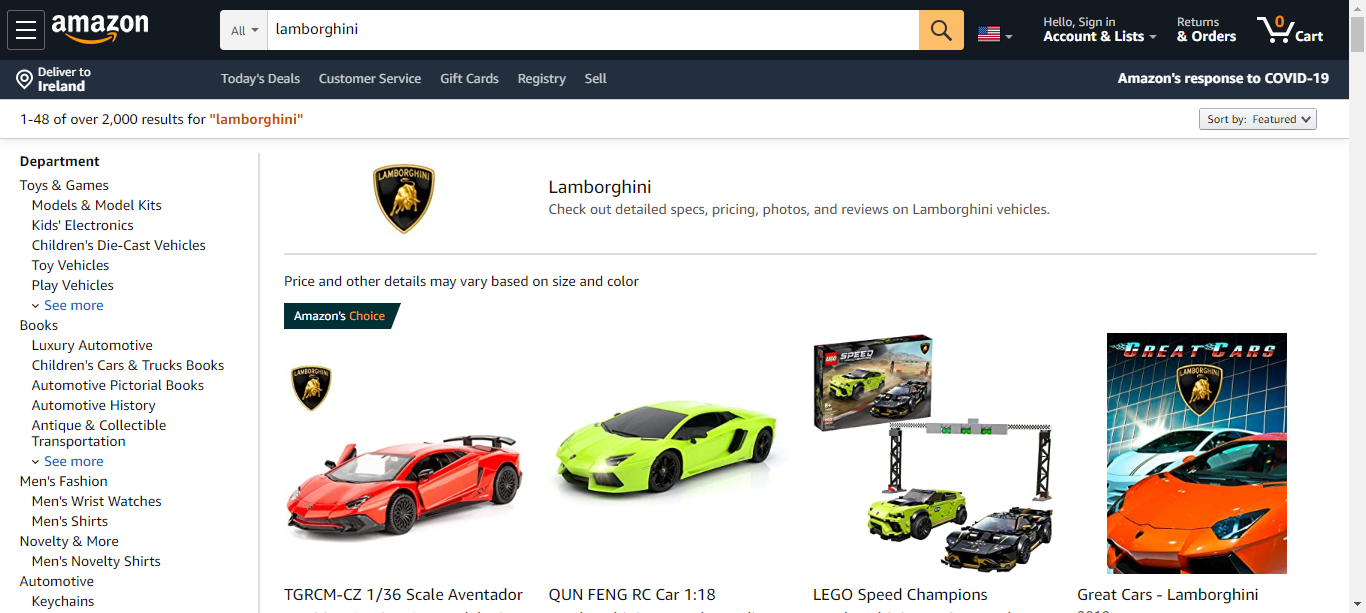 amazon
All
lamborghini
Hello, Sign in
Account & Lists
Returns
& Orders
0
Cart
Deliver to
Ireland
Today's Deals
Customer Service
Gift Cards
Registry
Sell
Amazon's response to COVID-19
1-48 of over 2,000 results for "lamborghini"
Sort by: Featured
Department
Toys & Games
Models & Model Kits
Kids' Electronics
Children's Die-Cast Vehicles
Toy Vehicles
Play Vehicles
See more
Books
Luxury Automotive
Children's Cars & Trucks Books
Automotive Pictorial Books
Automotive History
Antique & Collectible
Transportation
See more
Men's Fashion
Men's Wrist Watches
Men's Shirts
Novelty & More
Men's Novelty Shirts
Automotive
Keychains
LAMBORGHINI
Lamborghini
Check out detailed specs, pricing, photos, and reviews on Lamborghini vehicles.
Price and other details may vary based on size and color
Amazon's Choice
LAMBORGHINI
TGRCM-CZ 1/36 Scale Aventador
QUN FENG RC Car 1:18
LEGO
SPEED
LEGO Speed Champions
GREAT CARS
LAMBORGHINI
Great Cars - Lamborghini